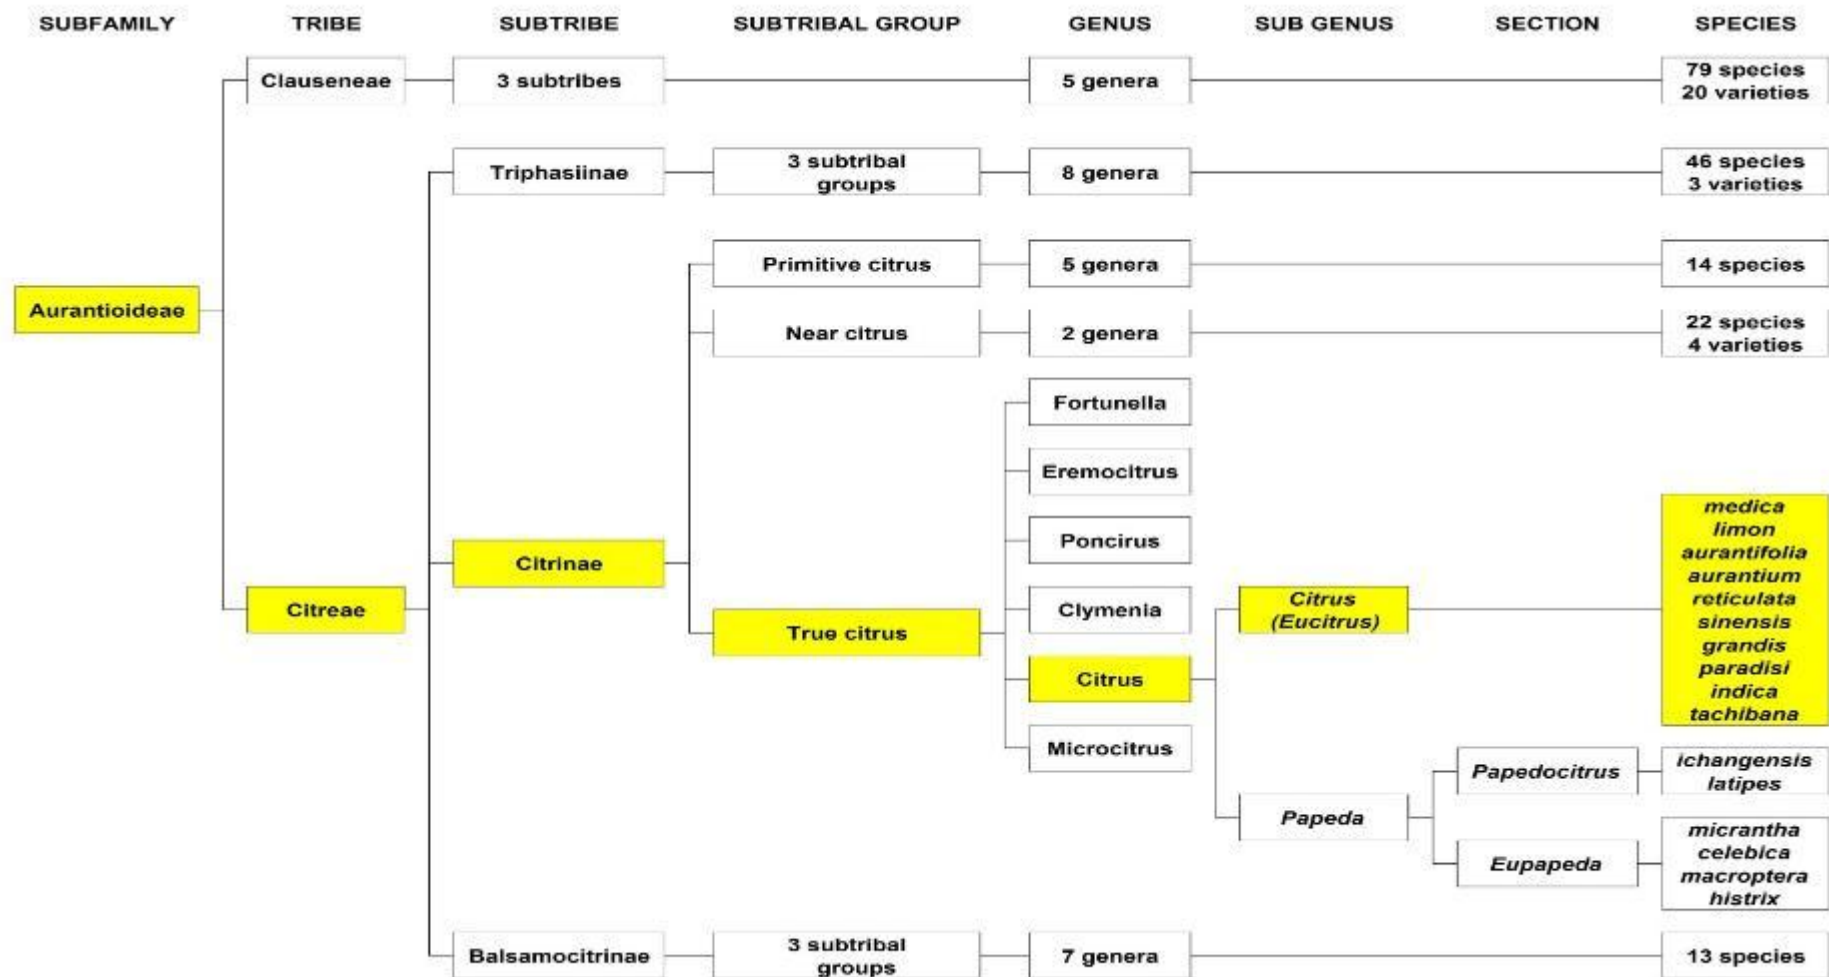 SUBFAMILY TRIBE SUBTRIBE SUBTRIBAL GROUP GENUS SUB GENUS SECTION SPECIES
Clauseneae 3 subtribes 5 genera 79 species
20 varieties
Triphasiinae 3 subtribal
groups 8 genera 46 species
3 varieties
Primitive citrus 5 genera 14 species
Aurantioideae
Near citrus 2 genera 22 species
4 varieties
Fortunella
Eremocitrus
Poncirus
Citrinae
Clymenia
Citreae
True citrus
Citrus
Microcitrus
Citrus
(Eucitrus)
medica
limon
aurantifolia
aurantium
reticulata
sinensis
grandis
paradisi
indica
tachibana
Papeda
Papedocitrus
ichangensis
latipes
Eupapeda
micrantha
celebica
macroptera
histrix
Balsamocitrinae 3 subtribal
groups 7 genera 13 species